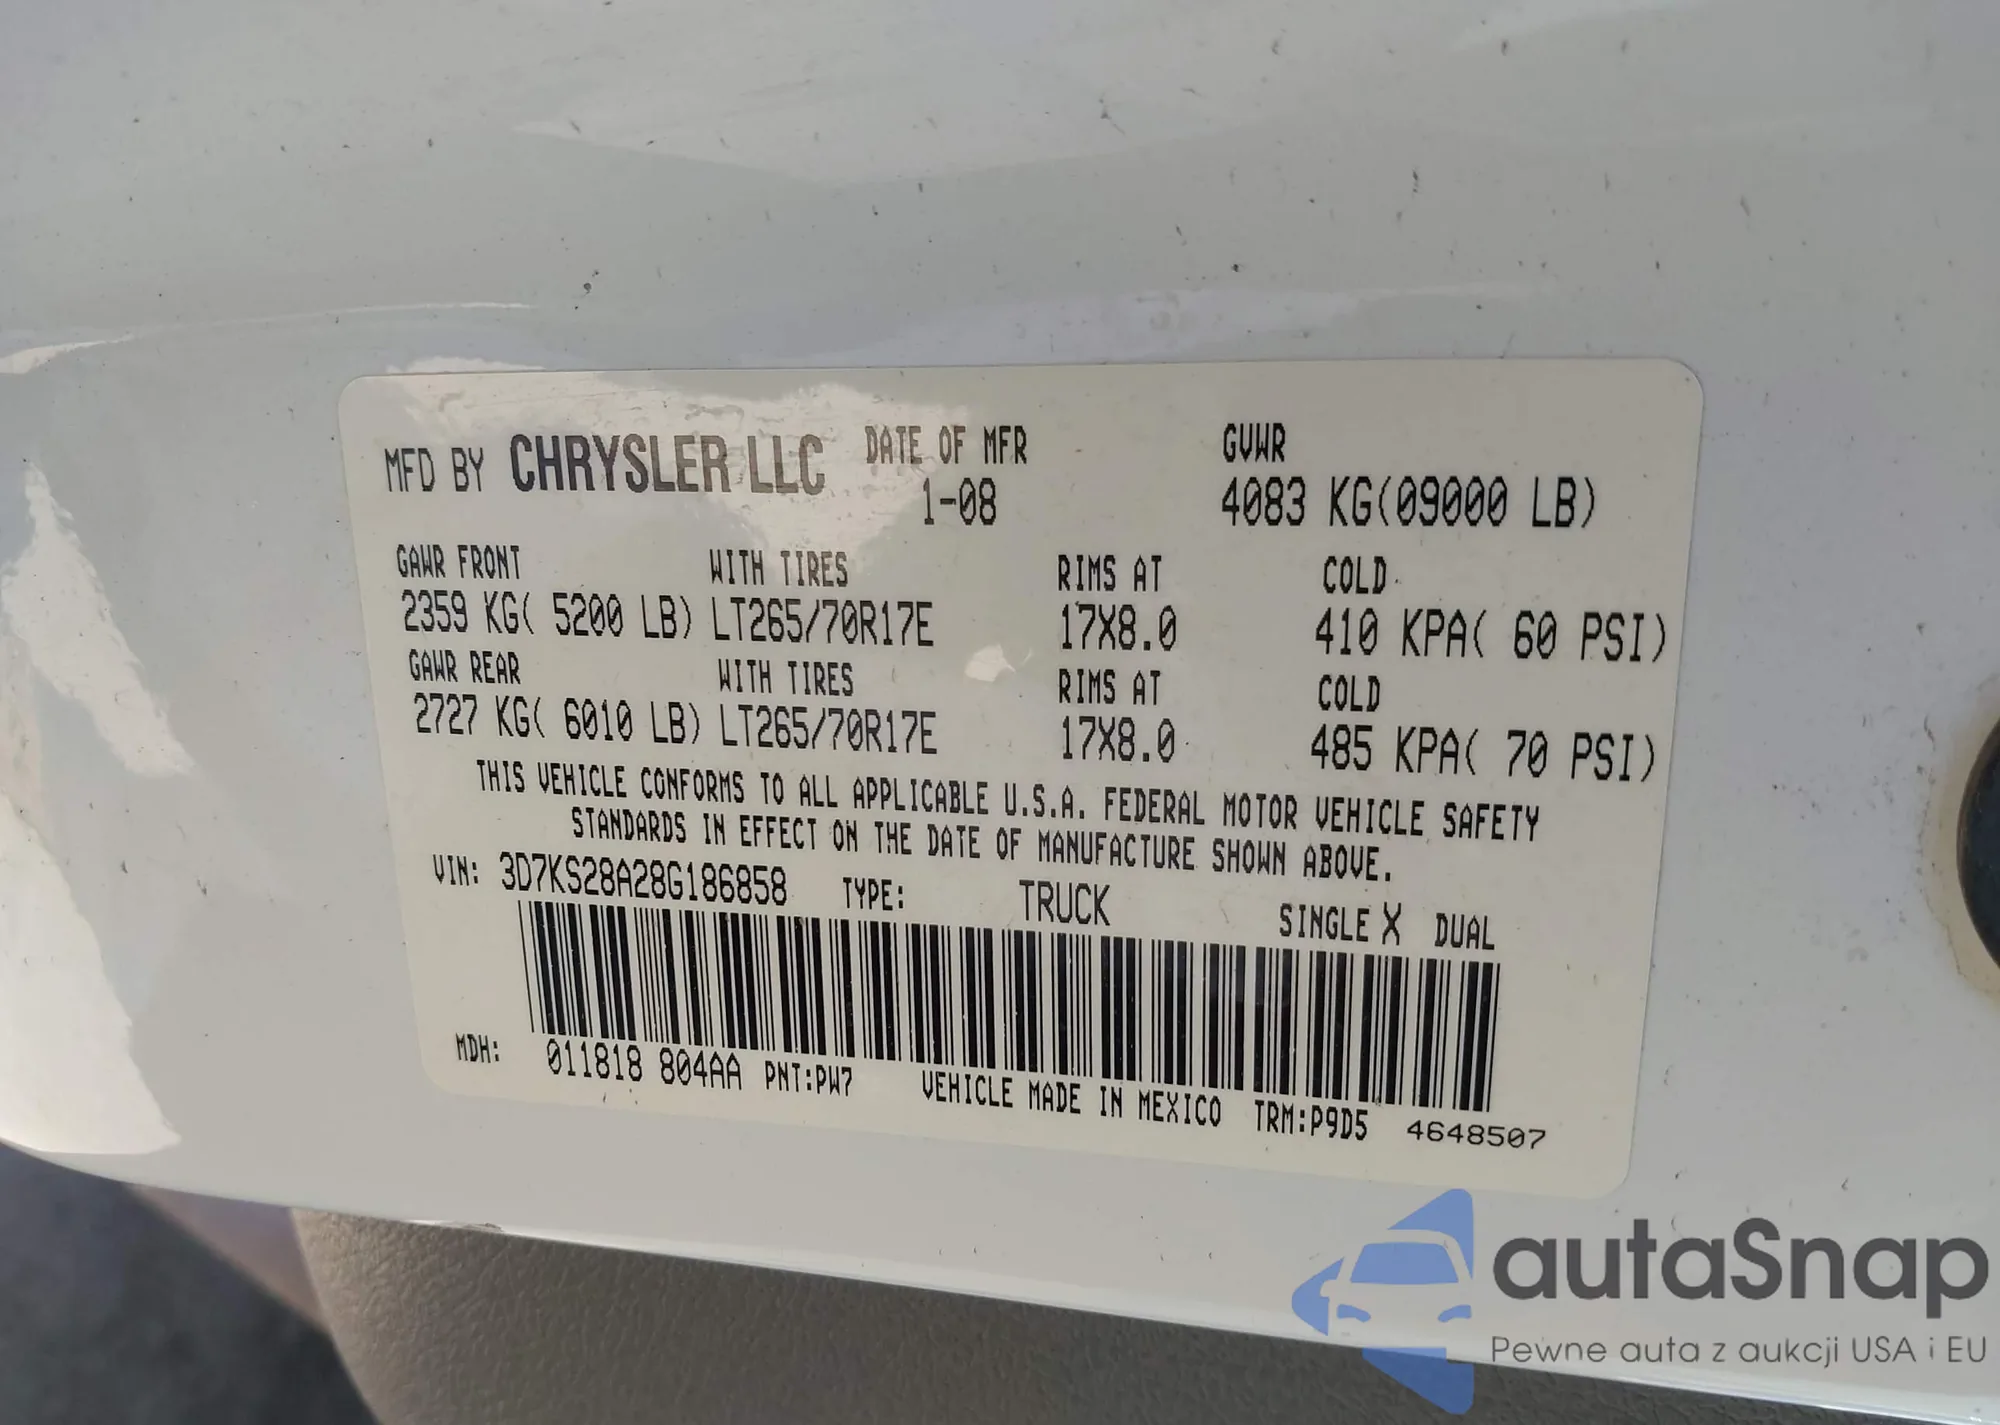 MFD BY CHRYSLER LLC DATE OF MFR GVWR
1-08 4083 KG(09000 LB)
GAWR FRONT WITH TIRES RIMS AT COLD
2359 KG( 5200 LB) LT265/70R17E 17X8.0 410 KPA( 60 PSI)
GAWR REAR WITH TIRES RIMS AT COLD
2727 KG( 6010 LB) LT265/70R17E 17X8.0 485 KPA( 70 PSI)
THIS VEHICLE CONFORMS TO ALL APPLICABLE U.S.A. FEDERAL MOTOR VEHICLE SAFETY
STANDARDS IN EFFECT ON THE DATE OF MANUFACTURE SHOWN ABOVE.
VIN: 3D7KS28A28G186858 TYPE: TRUCK SINGLE X DUAL
MDH: 011818 804AA PNT:PW7 VEHICLE MADE IN MEXICO TRM:P9D5 4648507
autaSnap
Pewne auta z aukcji USA i EU